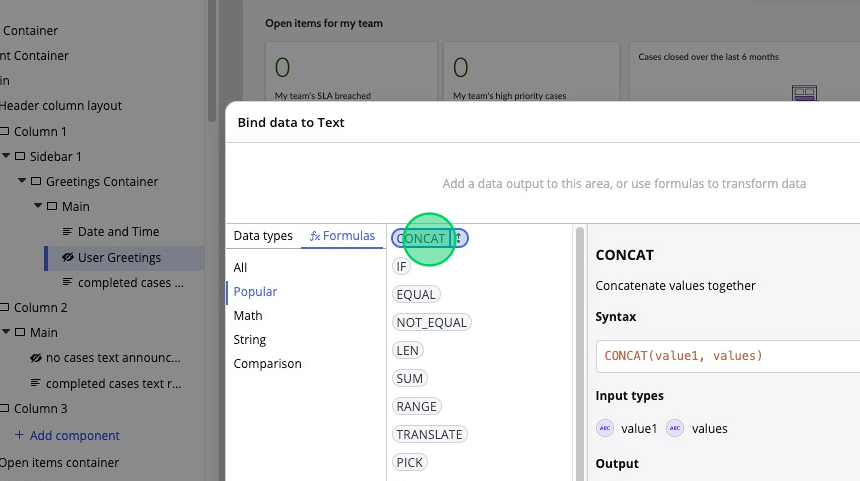 Container
nt Container
in
Header column layout
Column 1
Sidebar 1
Greetings Container
Main
Date and Time
User Greetings
completed cases ...
Column 2
Main
no cases text announc...
completed cases text r...
Column 3
+ Add component
Open items container
Open items for my team
0
My team's SLA breached
0
My team's high priority cases
Cases closed over the last 6 months
Bind data to Text
Add a data output to this area, or use formulas to transform data
Data types
fx Formulas
All
Popular
Math
String
Comparison
CONCAT
IF
EQUAL
NOT_EQUAL
LEN
SUM
RANGE
TRANSLATE
PICK
CONCAT
Concatenate values together
Syntax
CONCAT(value1, values)
Input types
ABC value1 ABC values
Output